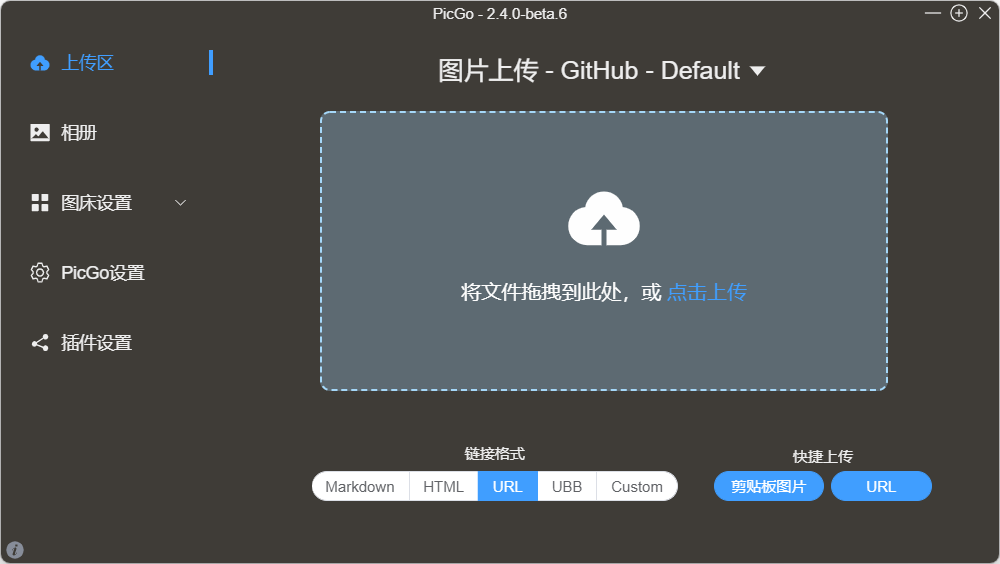 PicGo - 2.4.0-beta.6
上传区
相册
图床设置
PicGo设置
插件设置
图片上传 - GitHub - Default
将文件拖拽到此处，或 点击上传
链接格式
Markdown HTML URL UBB Custom
快捷上传
剪贴板图片 URL